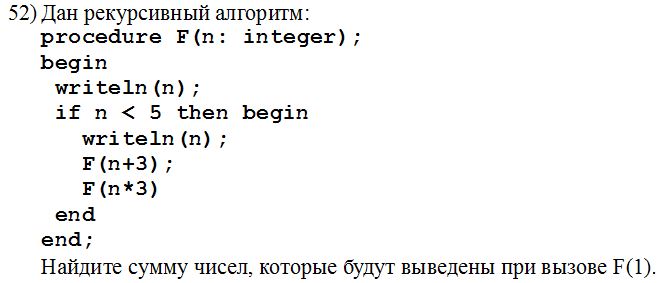 52) Дан рекурсивный алгоритм:
procedure F(n: integer);
begin
writeln(n);
if n < 5 then begin
writeln(n);
F(n+3);
F(n*3)
end
end;
Найдите сумму чисел, которые будут выведены при вызове F(1).